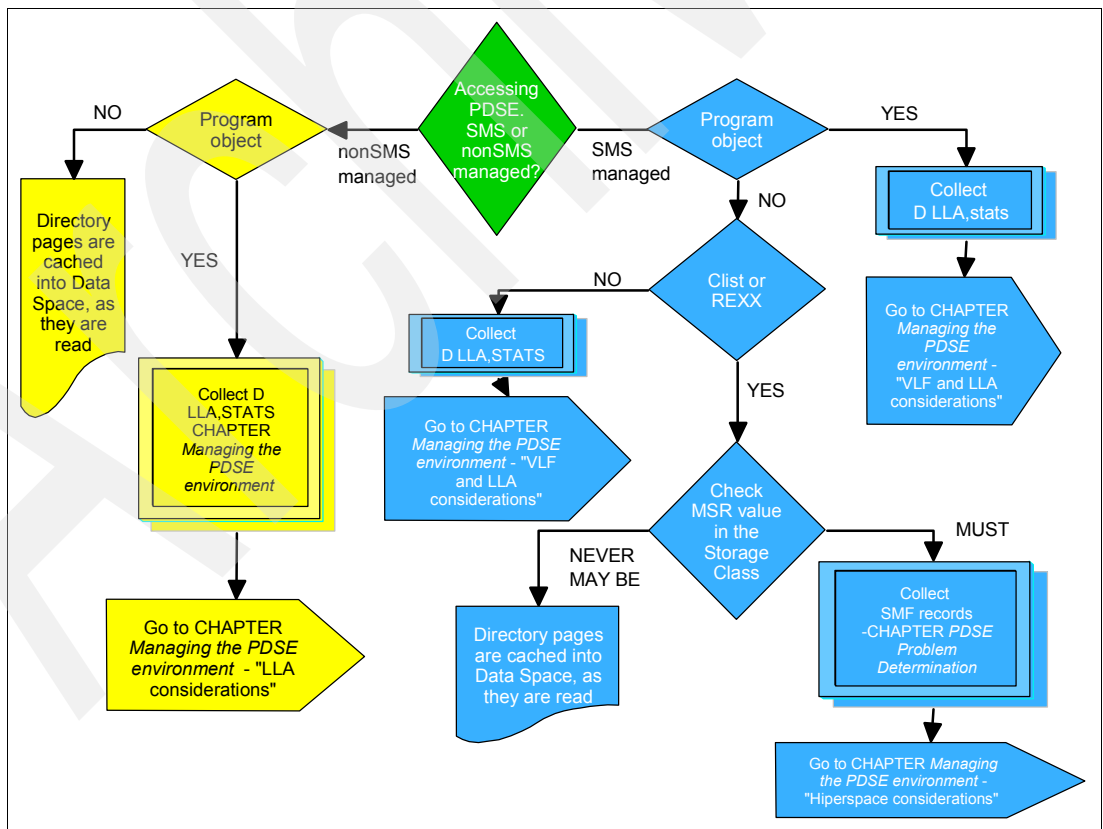 Accessing
PDSE.
SMS or
nonSMS
managed?
nonSMS
managed
SMS
managed
Program
object
NO
Directory
pages are
cached
into Data
Space, as
they are
read
YES
Collect D
LLA,STATS
CHAPTER
Managing the
PDSE
environment
Go to CHAPTER
Managing the PDSE
environment - "LLA
considerations"
Program
object
YES
Collect
D LLA,stats
Go to CHAPTER
Managing the
PDSE
environment -
"VLF and LLA
considerations"
NO
Clist or
REXX
NO
Collect
D LLA,STATS
Go to CHAPTER
Managing the PDSE
environment - "VLF
and LLA
considerations"
YES
Check
MSR value
in the
Storage
Class
NEVER
MAY BE
Directory pages
are cached into
Data Space, as
they are read
MUST
Collect
SMF records
-CHAPTER PDSE
Problem
Determination
Go to CHAPTER Managing
the PDSE environment -
"Hiperspace considerations"